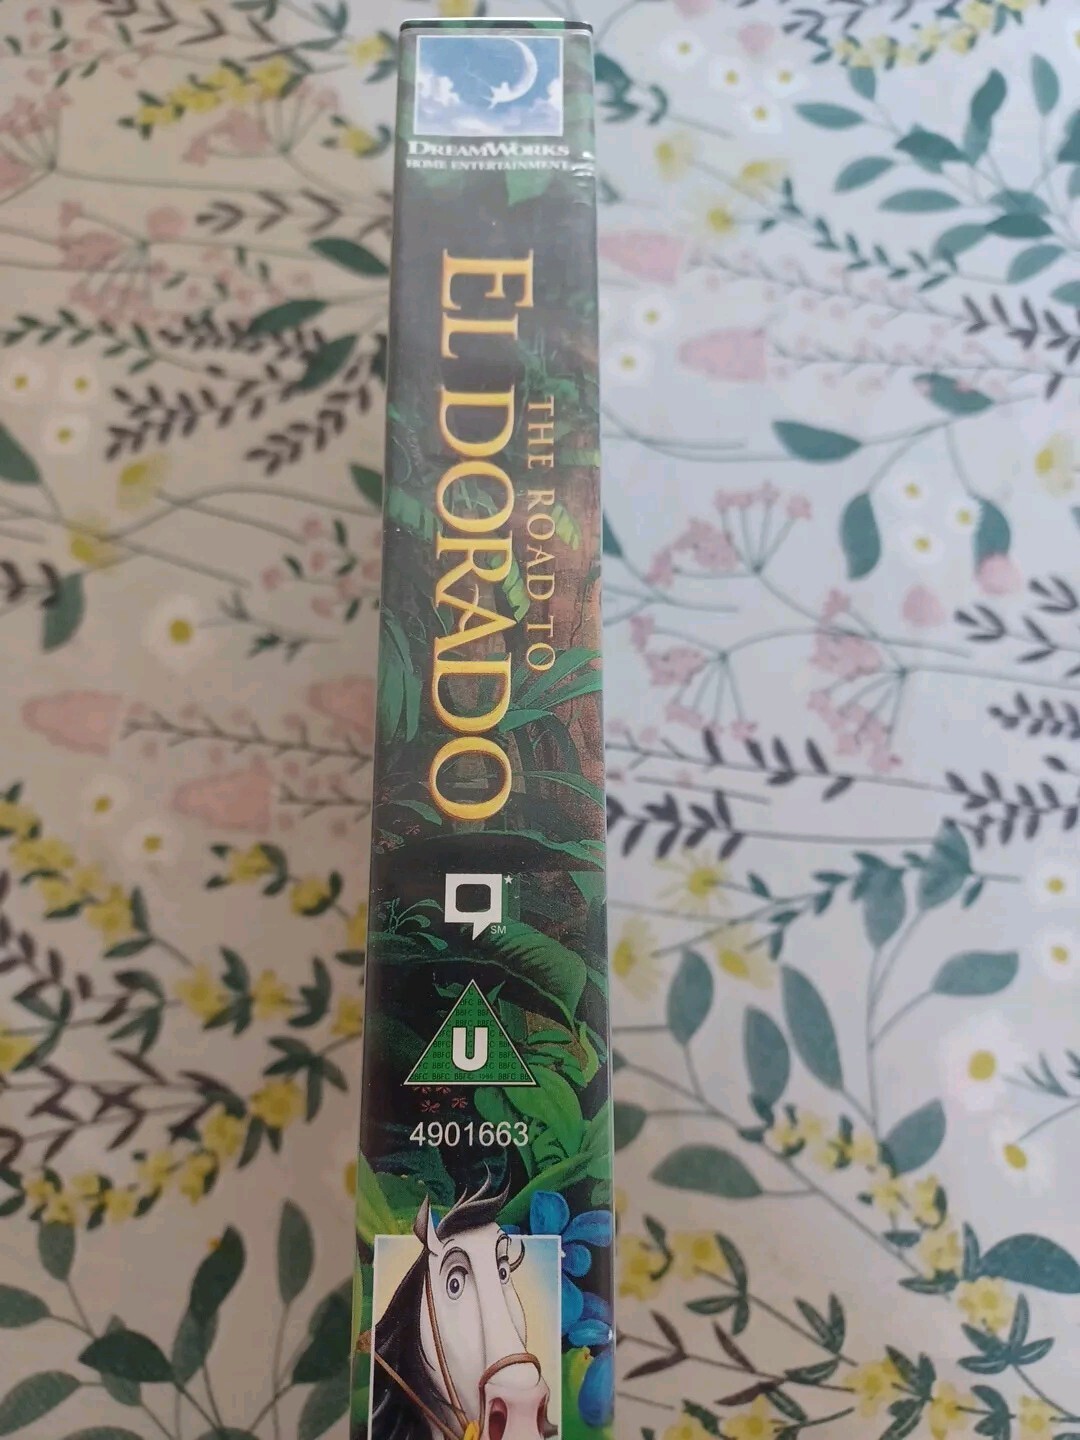 DREAMWORKS
HOME ENTERTAINMENT
THE ROAD TO
EL DORADO
SM
U
4901663